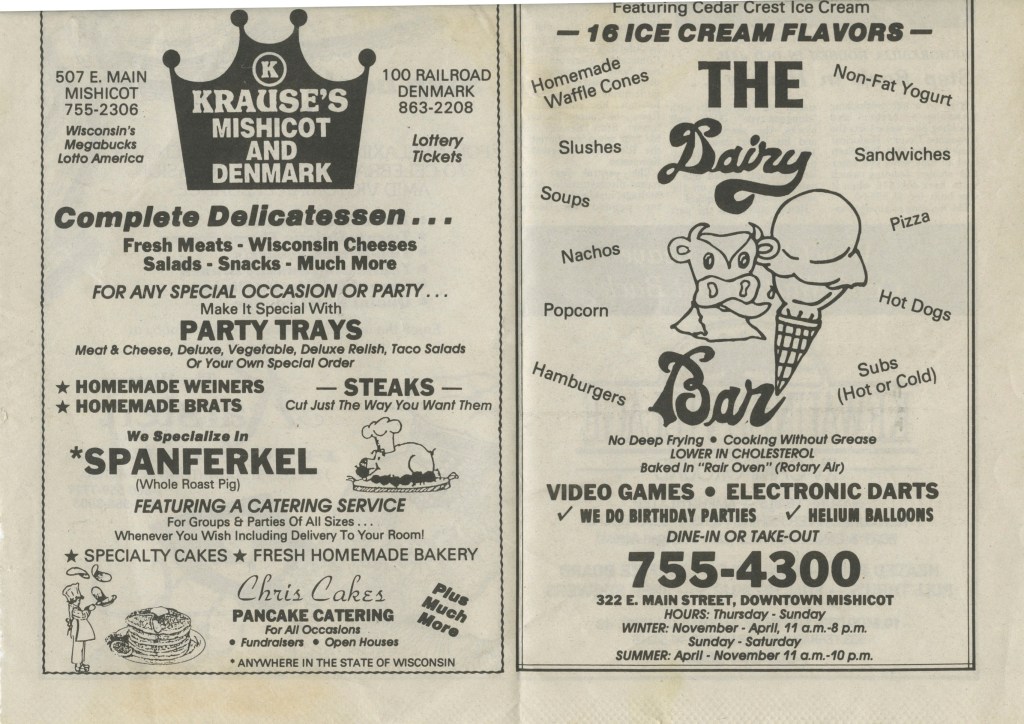 507 E. MAIN
MISHICOT
755-2306
Wisconsin's
Megabucks
Lotto America
K
KRAUSE'S
MISHICOT
AND
DENMARK
100 RAILROAD
DENMARK
863-2208
Lottery
Tickets
Complete Delicatessen . . .
Fresh Meats - Wisconsin Cheeses
Salads - Snacks - Much More
FOR ANY SPECIAL OCCASION OR PARTY . . .
Make It Special With
PARTY TRAYS
Meat & Cheese, Deluxe, Vegetable, Deluxe Relish, Taco Salads
Or Your Own Special Order
★ HOMEMADE WEINERS
★ HOMEMADE BRATS
— STEAKS —
Cut Just The Way You Want Them
We Specialize in
*SPANFERKEL
(Whole Roast Pig)
FEATURING A CATERING SERVICE
For Groups & Parties Of All Sizes . . .
Whenever You Wish Including Delivery To Your Room!
★ SPECIALTY CAKES ★ FRESH HOMEMADE BAKERY
Chris Cakes
PANCAKE CATERING
For All Occasions
• Fundraisers • Open Houses
Plus
Much
More
* ANYWHERE IN THE STATE OF WISCONSIN
Featuring Cedar Crest Ice Cream
— 16 ICE CREAM FLAVORS —
Homemade
Waffle Cones
THE
Non-Fat Yogurt
Slushes
Dairy
Sandwiches
Soups
Pizza
Nachos
Popcorn
Hot Dogs
Hamburgers
Bar
Subs
(Hot or Cold)
No Deep Frying • Cooking Without Grease
LOWER IN CHOLESTEROL
Baked In "Rair Oven" (Rotary Air)
VIDEO GAMES • ELECTRONIC DARTS
✓ WE DO BIRTHDAY PARTIES ✓ HELIUM BALLOONS
DINE-IN OR TAKE-OUT
755-4300
322 E. MAIN STREET, DOWNTOWN MISHICOT
HOURS: Thursday - Sunday
WINTER: November - April, 11 a.m.-8 p.m.
Sunday - Saturday
SUMMER: April - November 11 a.m.-10 p.m.